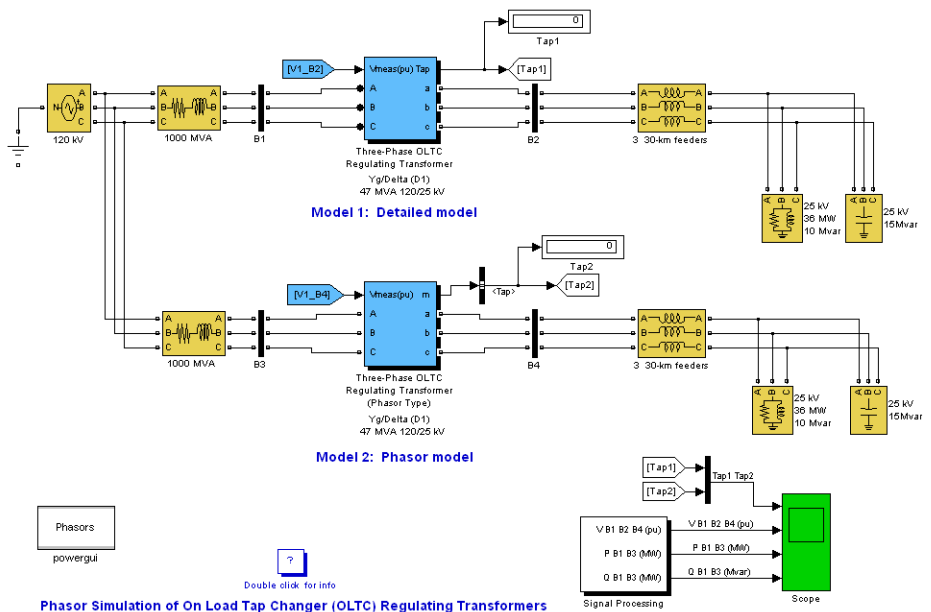 0
Tap1
[V1_B2]
Vmeas(pu) Tap
[Tap1]
A
B
C
a
b
c
N
A
B
C
120 kV
A
B
C
A
B
C
1000 MVA
B1
B2
A
B
C
A
B
C
3 30-km feeders
Three-Phase OLTC
Regulating Transformer
Yg/Delta (D1)
47 MVA 120/25 kV
Model 1: Detailed model
A B C
25 kV
36 MW
10 Mvar
A B C
25 kV
15Mvar
0
Tap2
<Tap>
[Tap2]
[V1_B4]
Vmeas(pu) m
A
B
C
a
b
c
A
B
C
A
B
C
1000 MVA
B3
B4
A
B
C
A
B
C
3 30-km feeders
Three-Phase OLTC
Regulating Transformer
(Phasor Type)
Yg/Delta (D1)
47 MVA 120/25 kV
Model 2: Phasor model
A B C
25 kV
36 MW
10 Mvar
A B C
25 kV
15Mvar
[Tap1]
[Tap2]
Tap1 Tap2
V B1 B2 B4 (pu)
P B1 B3 (MW)
Q B1 B3 (MW)
V B1 B2 B4 (pu)
P B1 B3 (MW)
Q B1 B3 (Mvar)
Signal Processing
Scope
Phasors
powergui
?
Double click for info
Phasor Simulation of On Load Tap Changer (OLTC) Regulating Transformers